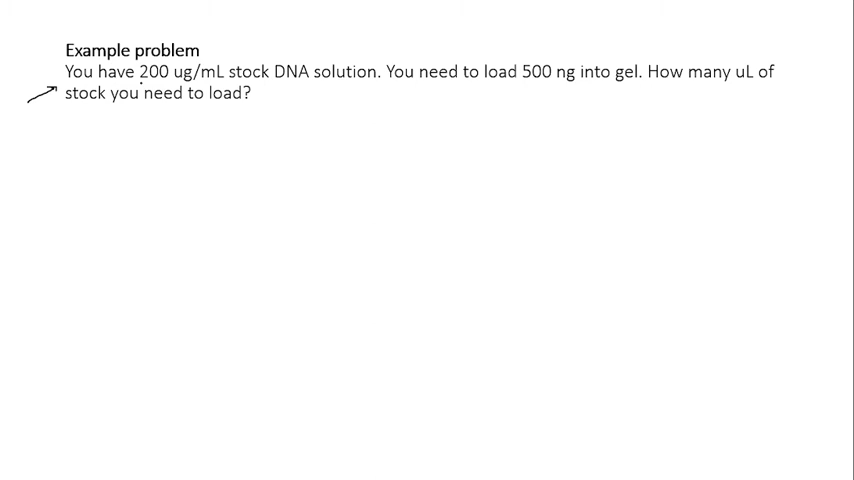 Example problem
You have 200 ug/mL stock DNA solution. You need to load 500 ng into gel. How many uL of
stock you need to load?